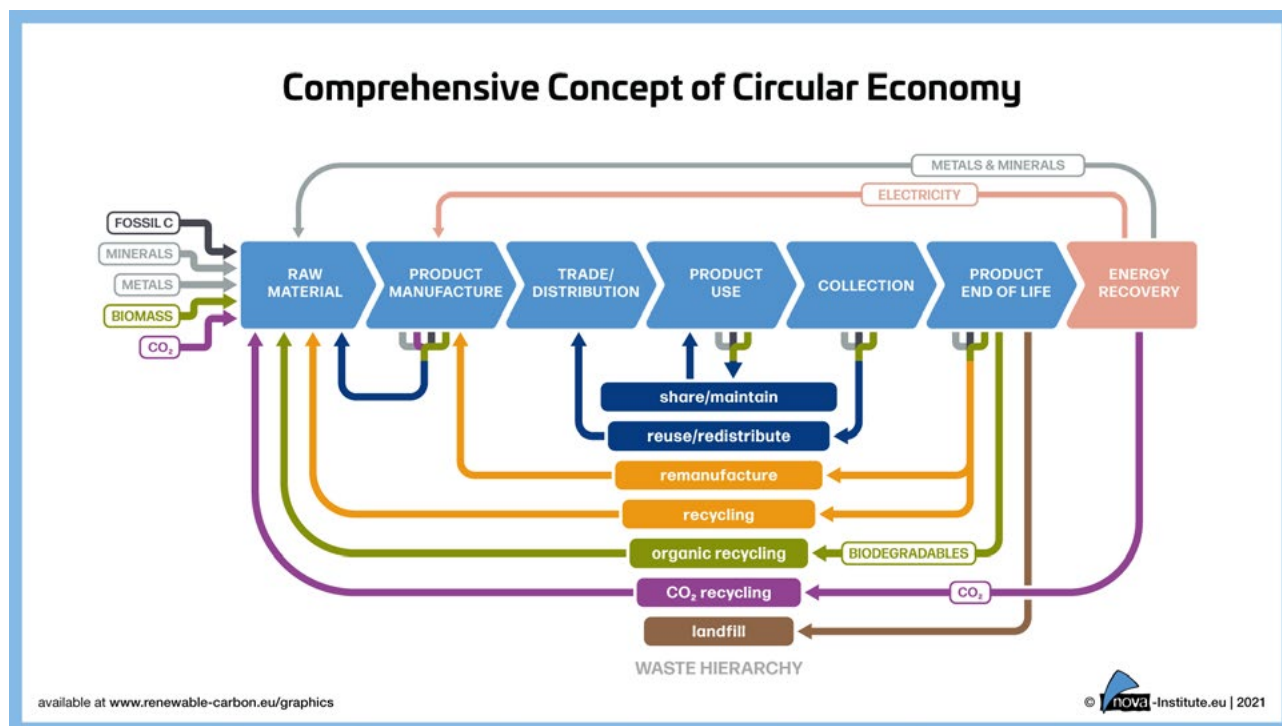 Comprehensive Concept of Circular Economy
METALS & MINERALS
ELECTRICITY
FOSSIL C
MINERALS
METALS
BIOMASS
CO₂
RAW
MATERIAL
PRODUCT
MANUFACTURE
TRADE/
DISTRIBUTION
PRODUCT
USE
COLLECTION
PRODUCT
END OF LIFE
ENERGY
RECOVERY
share/maintain
reuse/redistribute
remanufacture
recycling
organic recycling
BIODEGRADABLES
CO₂ recycling
CO₂
landfill
WASTE HIERARCHY
available at www.renewable-carbon.eu/graphics
© nova-Institute.eu | 2021